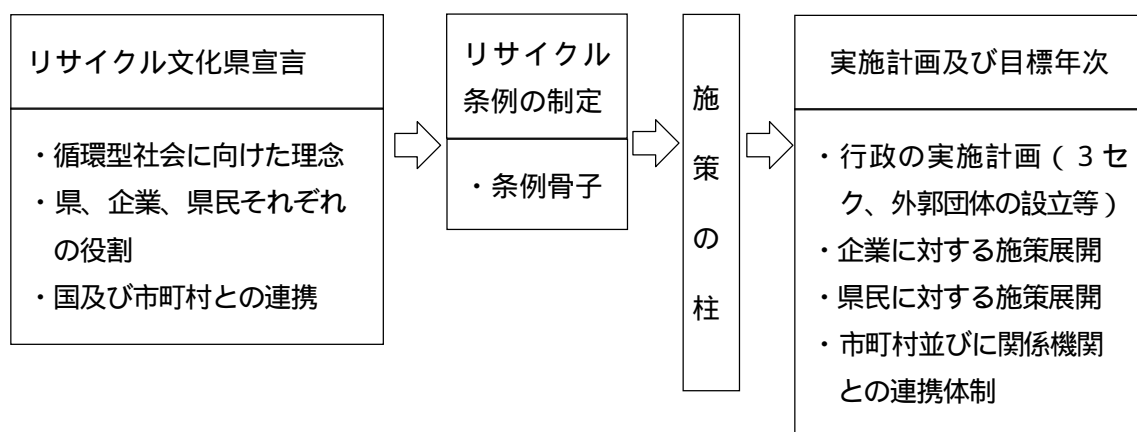 リサイクル文化県宣言
・循環型社会に向けた理念
・県、企業、県民それぞれ
の役割
・国及び市町村との連携
リサイクル
条例の制定
・条例骨子
施策の柱
実施計画及び目標年次
・行政の実施計画（３セ
ク、外郭団体の設立等）
・企業に対する施策展開
・県民に対する施策展開
・市町村並びに関係機関
との連携体制